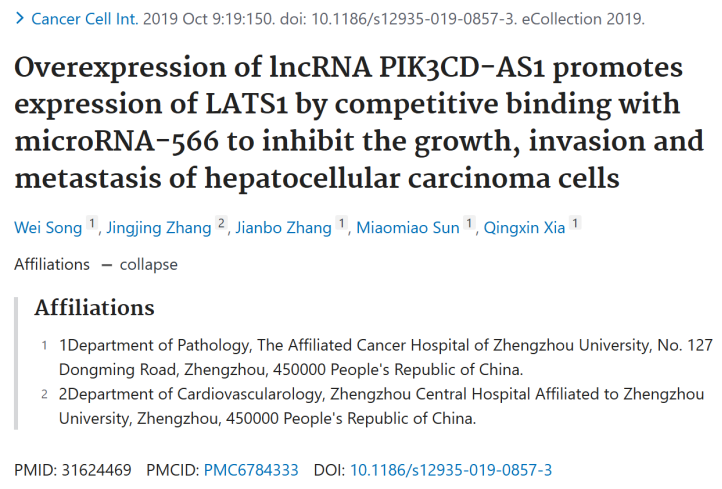 Cancer Cell Int. 2019 Oct 9:19:150. doi: 10.1186/s12935-019-0857-3. eCollection 2019.
Overexpression of lncRNA PIK3CD-AS1 promotes
expression of LATS1 by competitive binding with
microRNA-566 to inhibit the growth, invasion and
metastasis of hepatocellular carcinoma cells
Wei Song 1, Jingjing Zhang 2, Jianbo Zhang 1, Miaomiao Sun 1, Qingxin Xia 1
Affiliations – collapse
Affiliations
1 1Department of Pathology, The Affiliated Cancer Hospital of Zhengzhou University, No. 127
Dongming Road, Zhengzhou, 450000 People's Republic of China.
2 2Department of Cardiovascularology, Zhengzhou Central Hospital Affiliated to Zhengzhou
University, Zhengzhou, 450000 People's Republic of China.
PMID: 31624469 PMCID: PMC6784333 DOI: 10.1186/s12935-019-0857-3